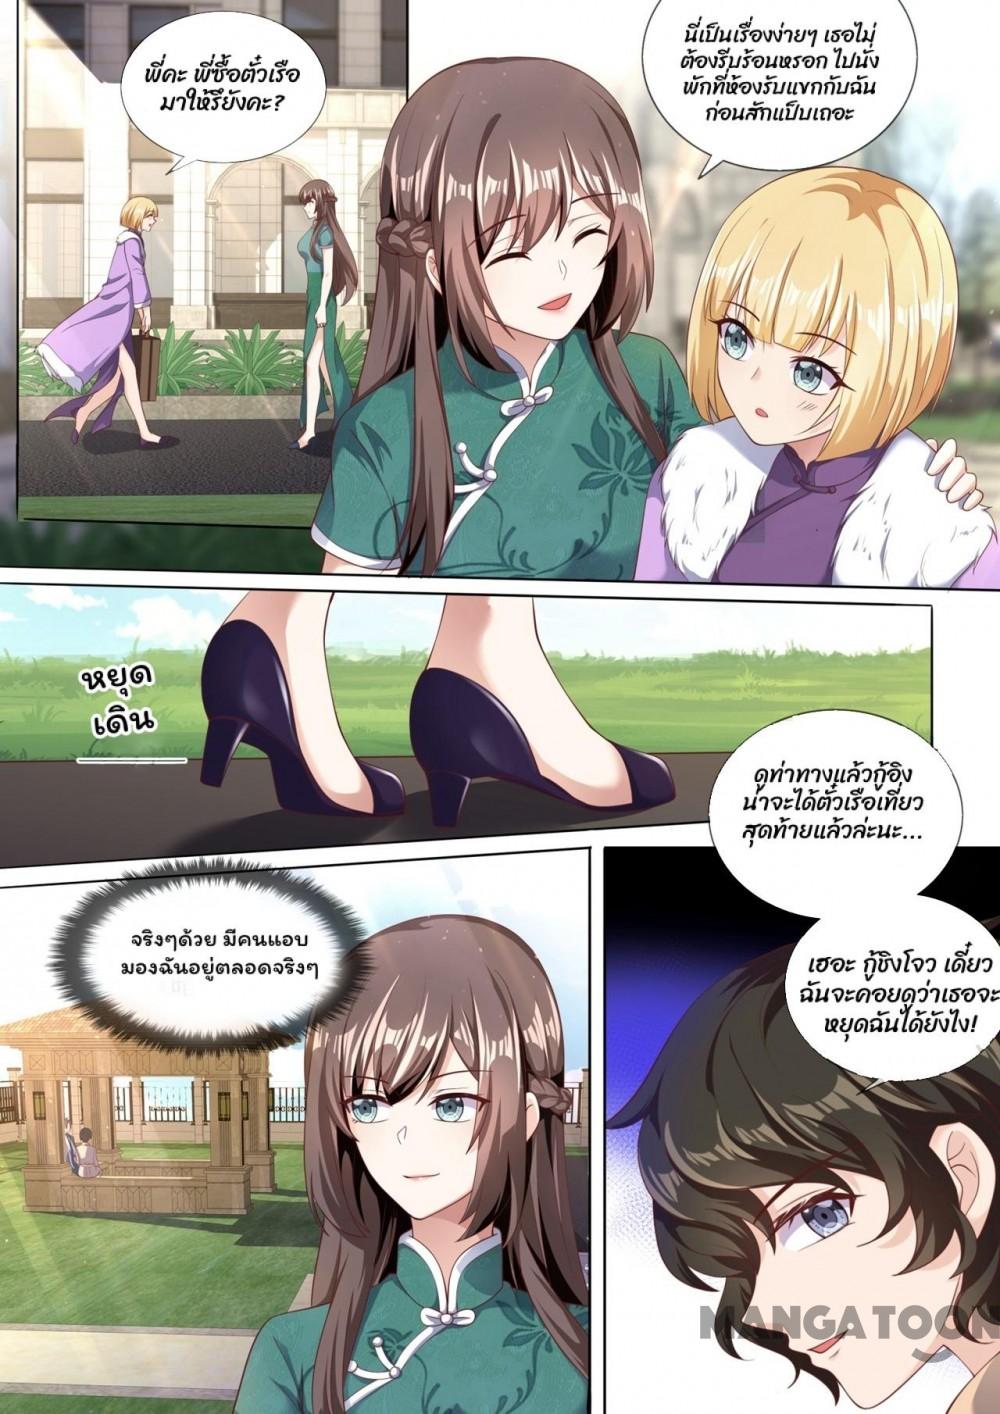 พี่คะ พี่ซื้อตั๋วเรือ
มาให้รึยังคะ?
นี่เป็นเรื่องง่ายๆ เธอไม่
ต้องรีบร้อนหรอก ไปนั่ง
พักที่ห้องรับแขกกับฉัน
ก่อนสักแป๊บเถอะ
หยุด
เดิน
ดูท่าทางแล้วกู้อิง
น่าจะได้ตั๋วเรือเที่ยว
สุดท้ายแล้วล่ะนะ...
จริงๆด้วย มีคนแอบ
มองฉันอยู่ตลอดจริงๆ
เฮอะ กู้ชิงโจว เดี๋ยว
ฉันจะคอยดูว่าเธอจะ
หยุดฉันได้ยังไง!
MANGATOON